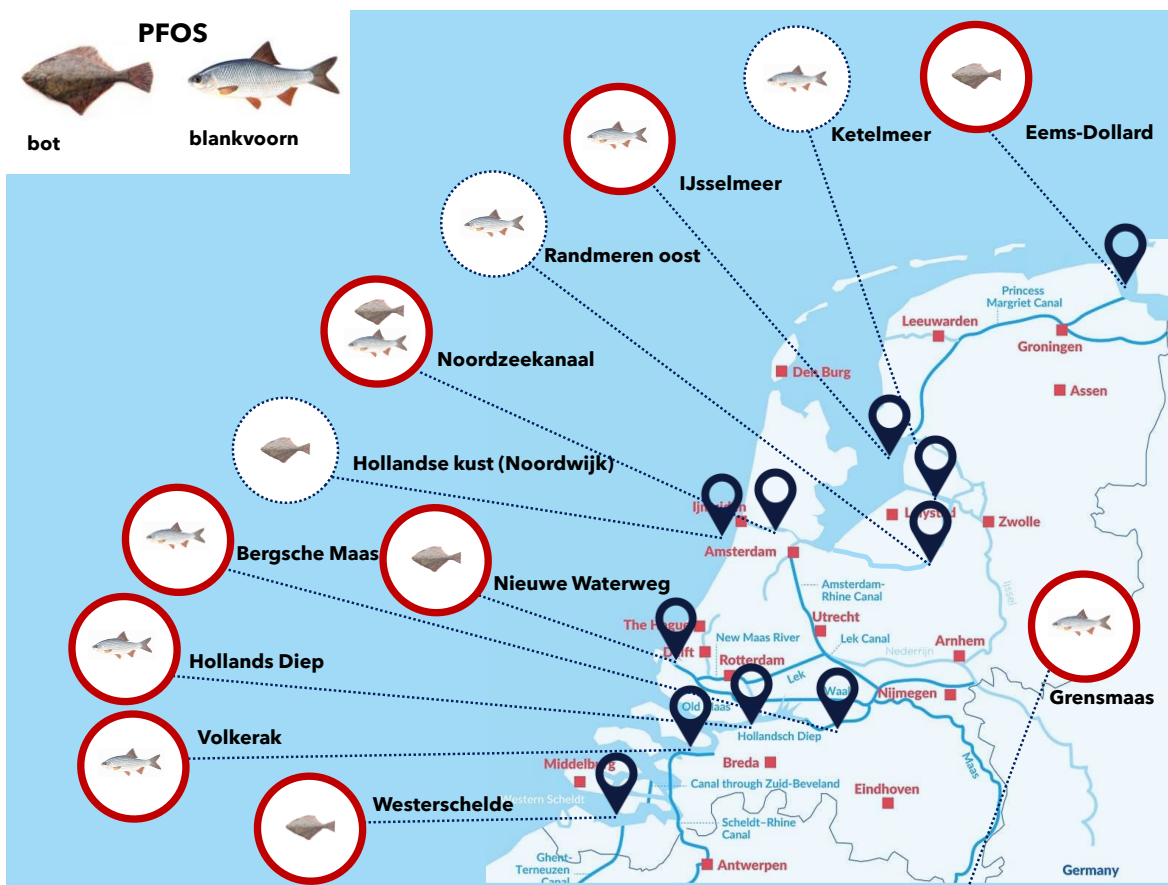 PFOS
bot
blankvoorn
Ketelmeer
Eems-Dollard
IJsselmeer
Randmeren oost
Noordzeekanaal
Hollandse kust (Noordwijk)
Bergsche Maas
Nieuwe Waterweg
Hollands Diep
Volkerak
Westerschelde
Grensmaas
Princess
Margriet Canal
Leeuwarden
Groningen
Den Burg
Assen
Zwolle
Amsterdam
Amsterdam-
Rhine Canal
IJssel
Utrecht
Lek Canal
The Hague
New Maas River
Delft
Rotterdam
Lek
Nederrijn
Arnhem
Waal
Nijmegen
Hollandsch Diep
Maas
Middelburg
Breda
Canal through Zuid-Beveland
Eindhoven
Western Scheldt
Scheldt–Rhine
Canal
Ghent-
Terneuzen
Canal
Antwerpen
Germany